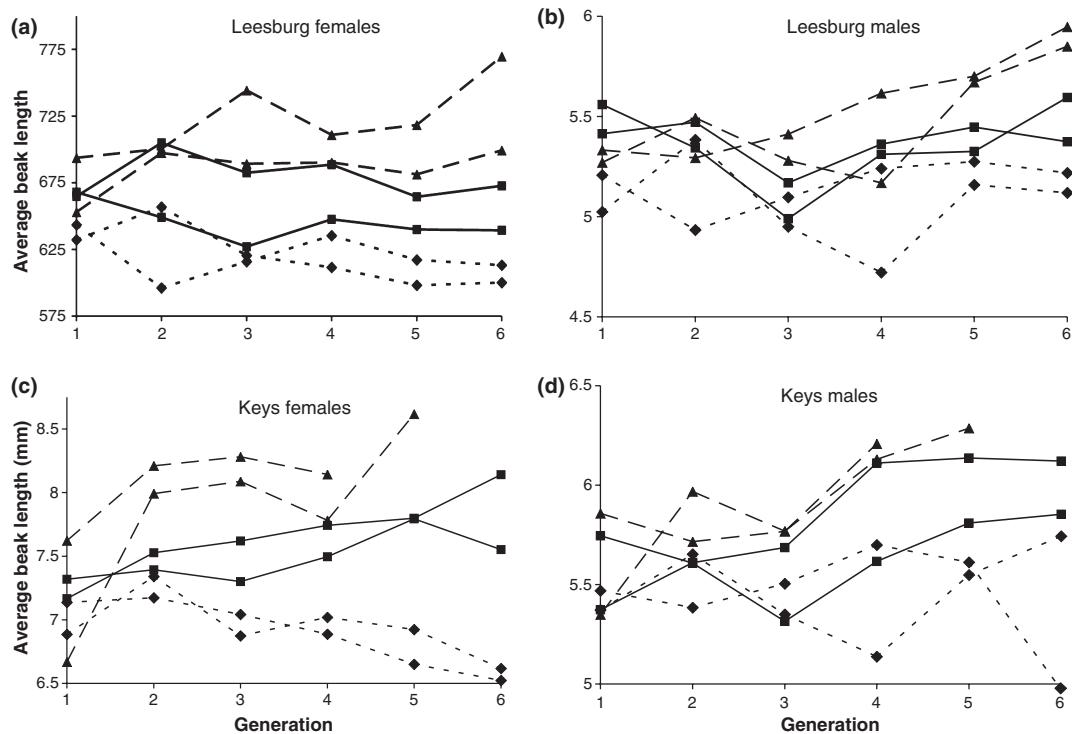 (a)
Leesburg females
Average beak length
775
725
675
625
575
1 2 3 4 5 6
(b)
Leesburg males
6
5.5
5
4.5
1 2 3 4 5 6
(c)
Keys females
Average beak length (mm)
8.5
8
7.5
7
6.5
1 2 3 4 5 6
Generation
(d)
Keys males
6.5
6
5.5
5
1 2 3 4 5 6
Generation